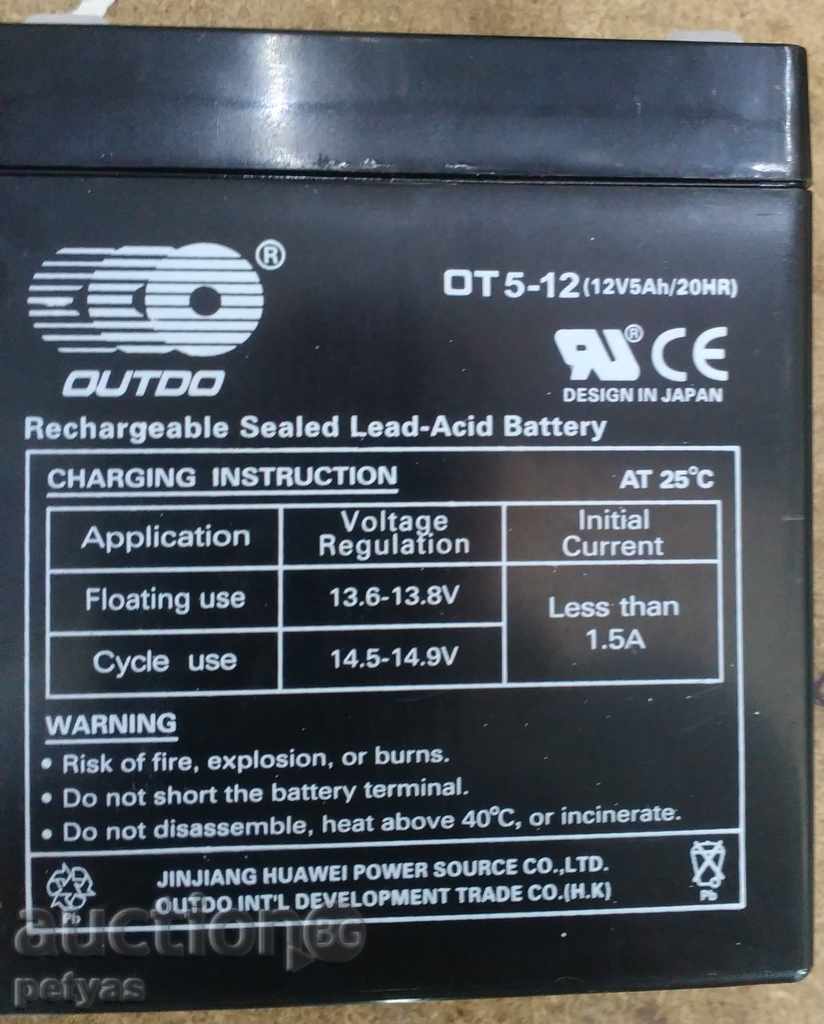 ®
OUTDO
OT5-12(12V5Ah/20HR)
® CE
DESIGN IN JAPAN
Rechargeable Sealed Lead-Acid Battery
CHARGING INSTRUCTION AT 25°C
Application Voltage Regulation Initial Current
Floating use 13.6-13.8V Less than 1.5A
Cycle use 14.5-14.9V
WARNING
• Risk of fire, explosion, or burns.
• Do not short the battery terminal.
• Do not disassemble, heat above 40°C, or incinerate.
JINJIANG HUAWEI POWER SOURCE CO.,LTD.
OUTDO INT'L DEVELOPMENT TRADE CO.(H.K)
Pb
Pb
auctionBG
petyas